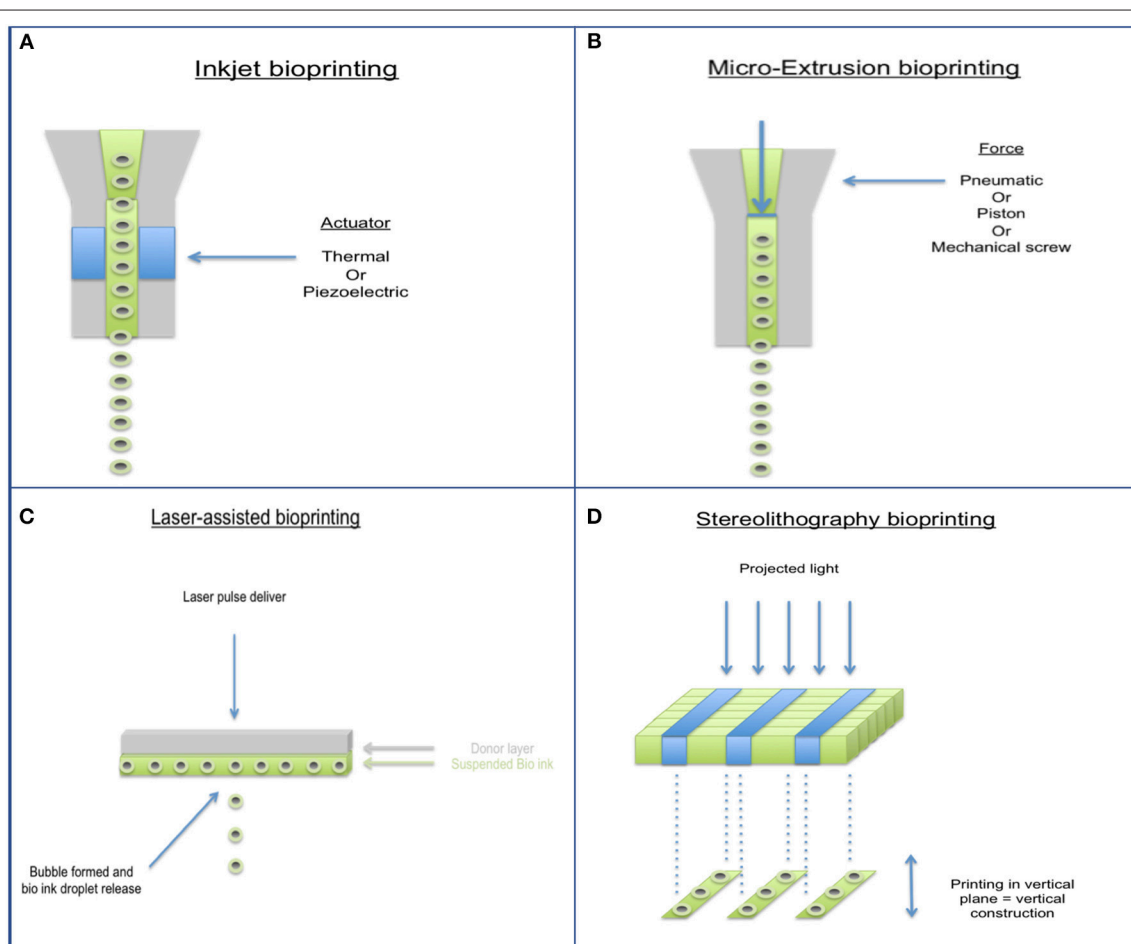 A
Inkjet bioprinting
Actuator
Thermal
Or
Piezoelectric
B
Micro-Extrusion bioprinting
Force
Pneumatic
Or
Piston
Or
Mechanical screw
C
Laser-assisted bioprinting
Laser pulse deliver
Donor layer
Suspended Bio ink
Bubble formed and
bio ink droplet release
D
Stereolithography bioprinting
Projected light
Printing in vertical
plane = vertical
construction